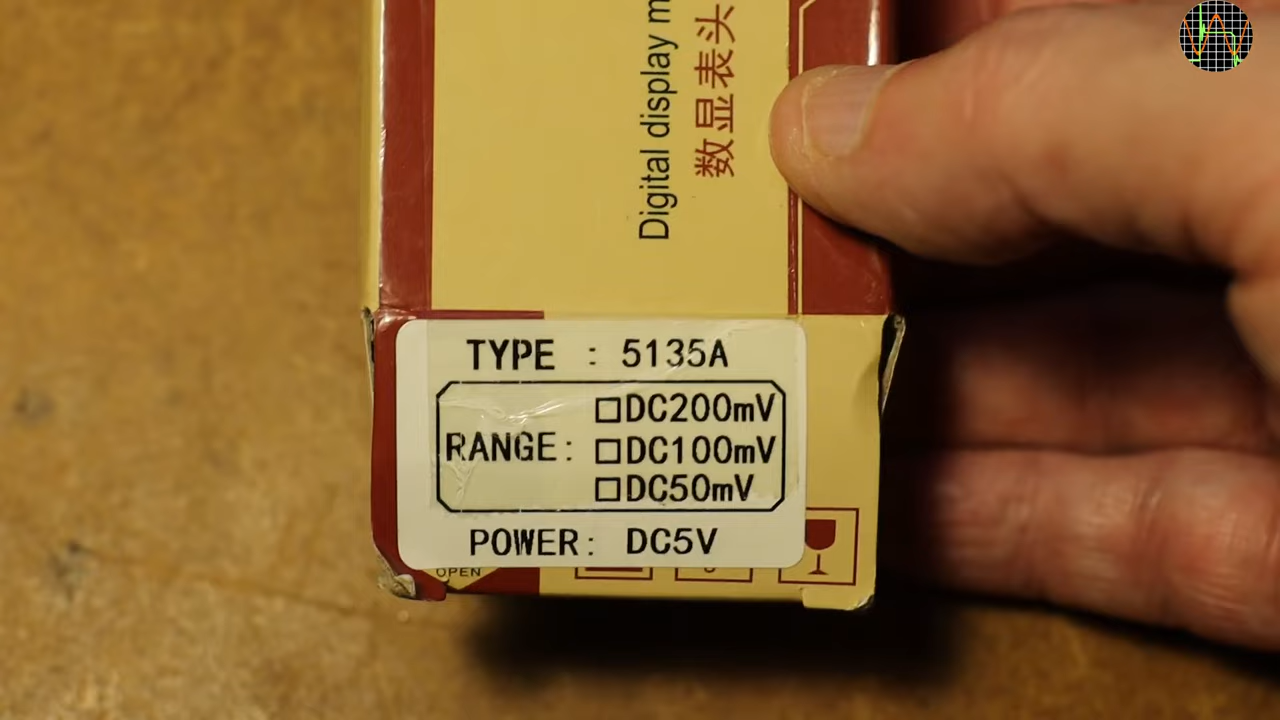 Digital display m
数显表头
TYPE : 5135A
RANGE:
□DC200mV
□DC100mV
□DC50mV
POWER: DC5V
OPEN